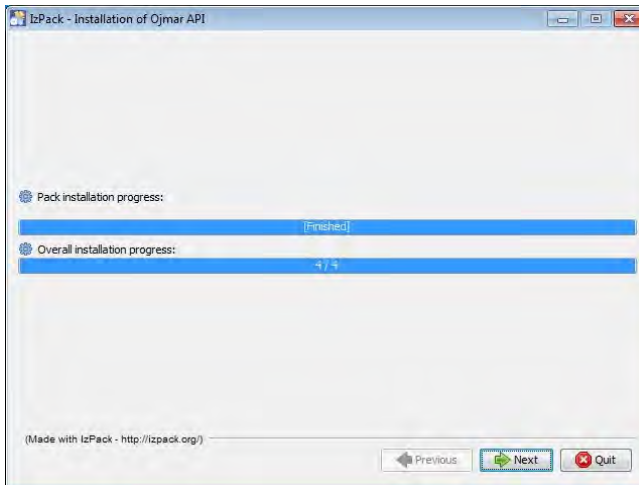 IzPack - Installation of Ojmar API
Pack installation progress:
[Finished]
Overall installation progress:
4 / 4
(Made with IzPack - http://izpack.org/)
Previous
Next
Quit